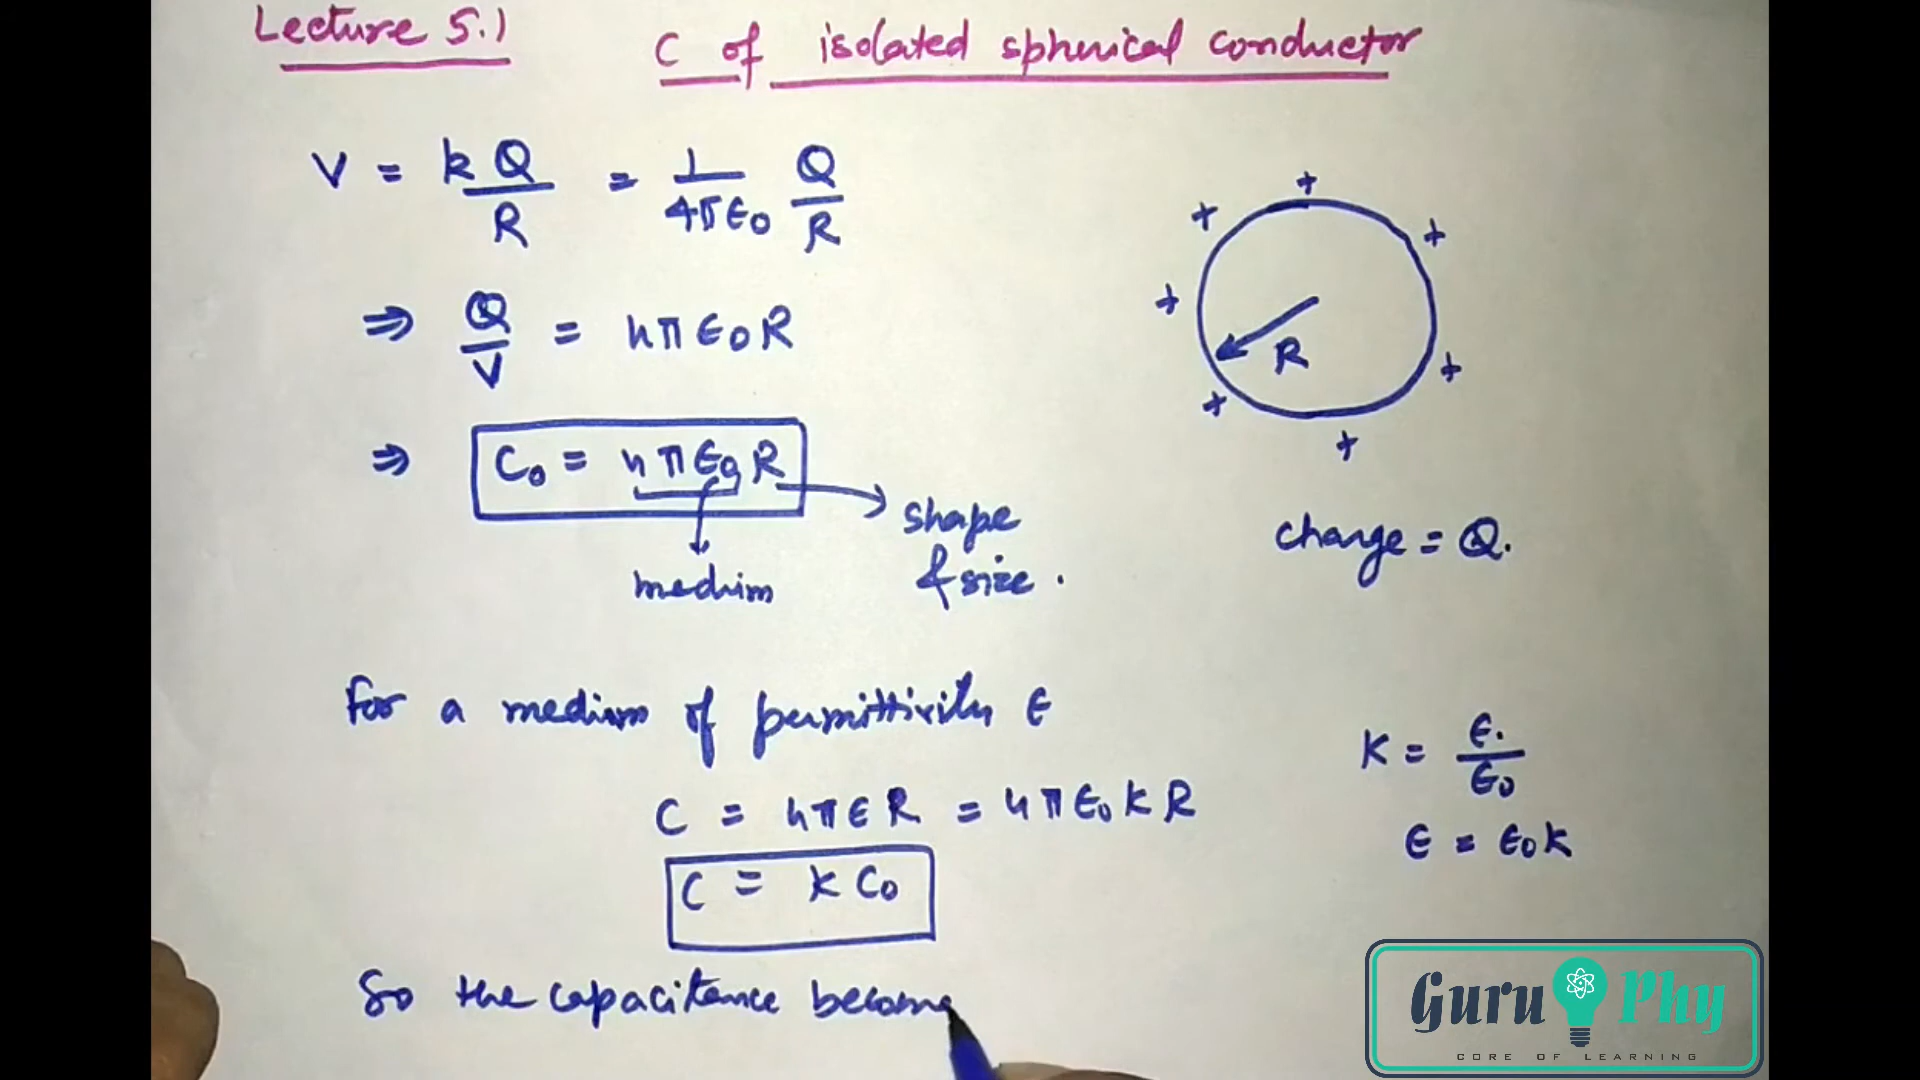 Lecture 5.1
C of isolated spherical conductor
V = kQ/R = 1/4πε0 Q/R
⇒ Q/V = 4πε0R
⇒ C0 = 4πε0R
medium
shape
& size.
R
+ + + + + + + +
charge = Q.
For a medium of permittivity ε
C = 4πεR = 4πε0kR
C = kC0
K = ε/ε0
ε = ε0k
So the capacitance become
Guru Phy
CORE OF LEARNING